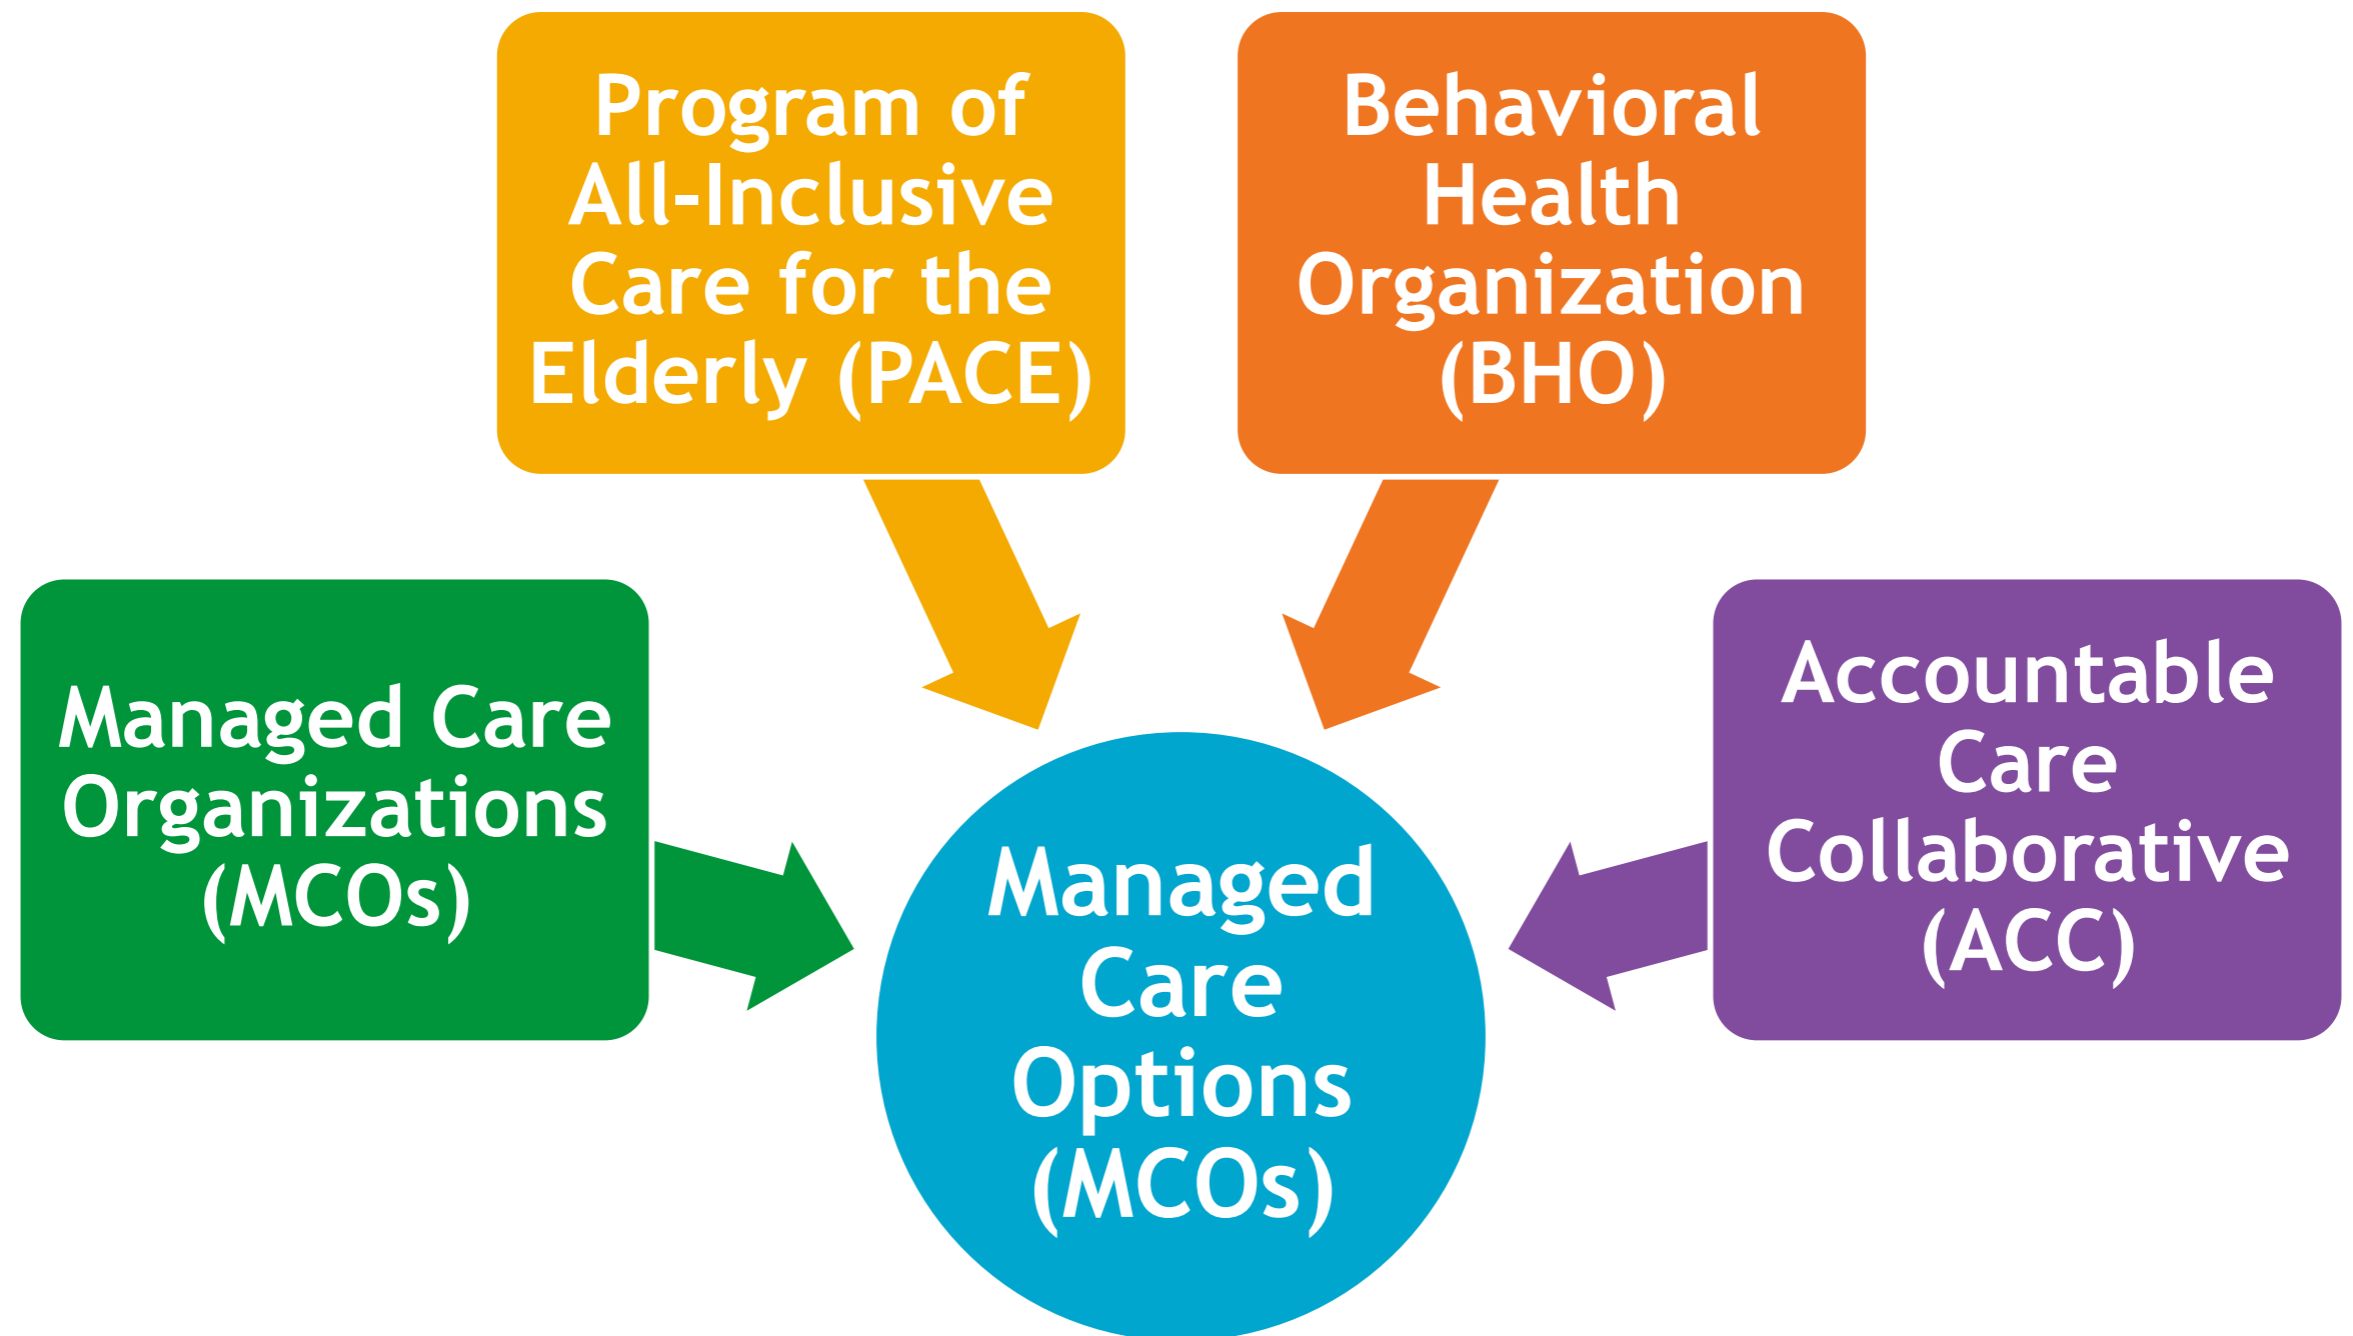 Program of
All-Inclusive
Care for the
Elderly (PACE)
Behavioral
Health
Organization
(BHO)
Managed Care
Organizations
(MCOs)
Accountable
Care
Collaborative
(ACC)
Managed
Care
Options
(MCOs)